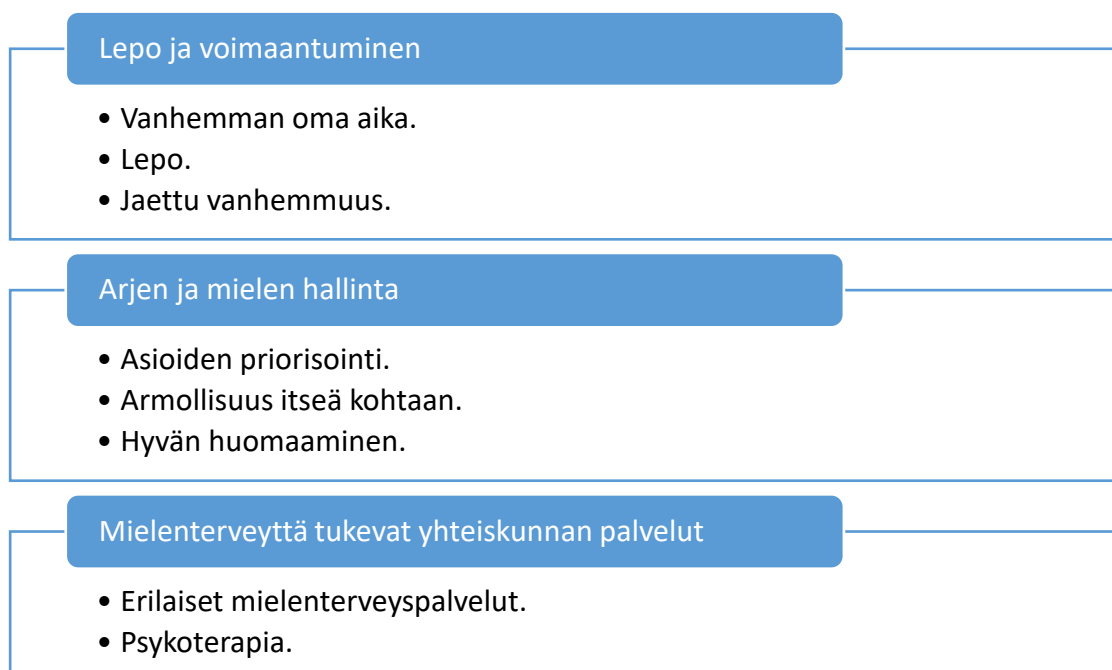 Lepo ja voimaantuminen
• Vanhemman oma aika.
• Lepo.
• Jaettu vanhemmuus.
Arjen ja mielen hallinta
• Asioiden priorisointi.
• Armollisuus itseä kohtaan.
• Hyvän huomaaminen.
Mielenterveyttä tukevat yhteiskunnan palvelut
• Erilaiset mielenterveyspalvelut.
• Psykoterapia.